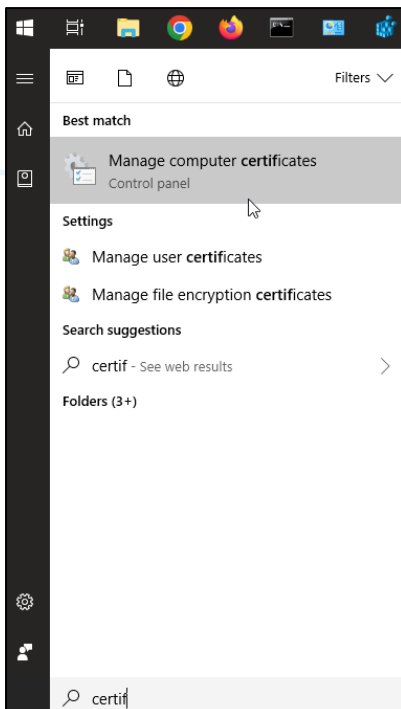 Filters
Best match
Manage computer certificates
Control panel
Settings
Manage user certificates
Manage file encryption certificates
Search suggestions
certif - See web results
Folders (3+)
certif